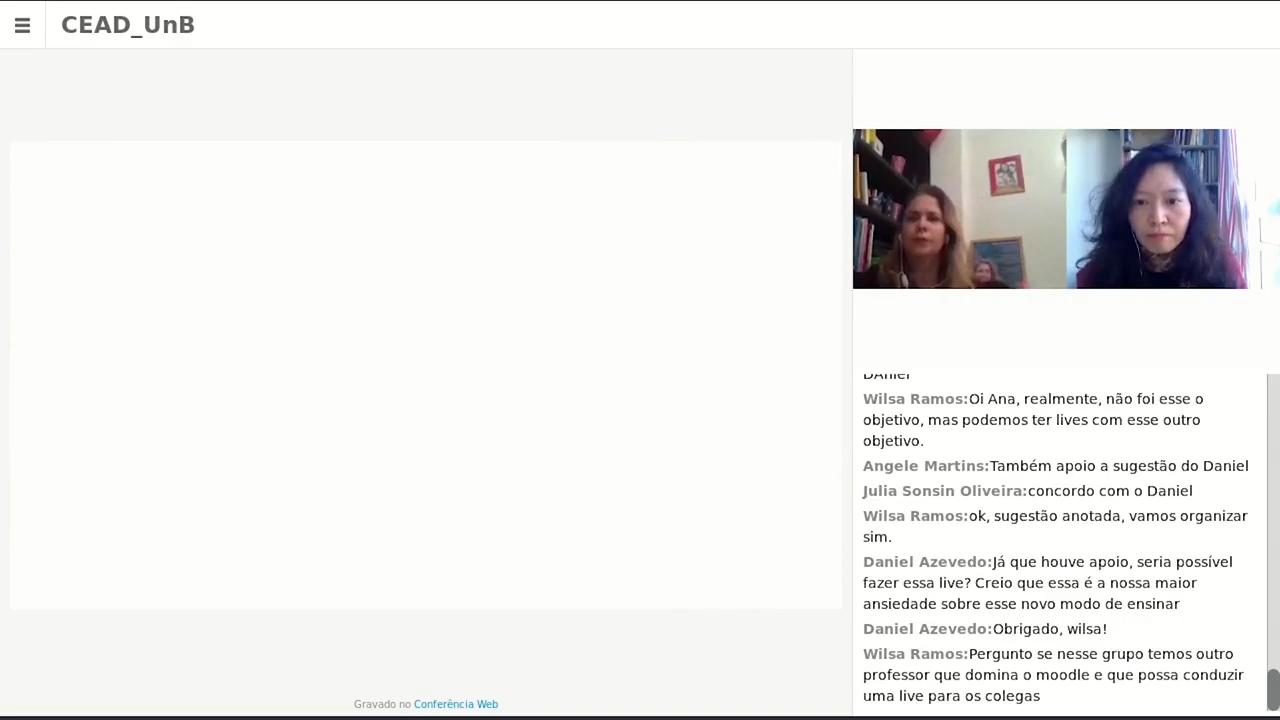 CEAD_UnB
DAniel
Wilsa Ramos:Oi Ana, realmente, não foi esse o
objetivo, mas podemos ter lives com esse outro
objetivo.
Angele Martins:Também apoio a sugestão do Daniel
Julia Sonsin Oliveira:concordo com o Daniel
Wilsa Ramos:ok, sugestão anotada, vamos organizar
sim.
Daniel Azevedo:Já que houve apoio, seria possível
fazer essa live? Creio que essa é a nossa maior
ansiedade sobre esse novo modo de ensinar
Daniel Azevedo:Obrigado, wilsa!
Wilsa Ramos:Pergunto se nesse grupo temos outro
professor que domina o moodle e que possa conduzir
uma live para os colegas
Gravado no Conferência Web